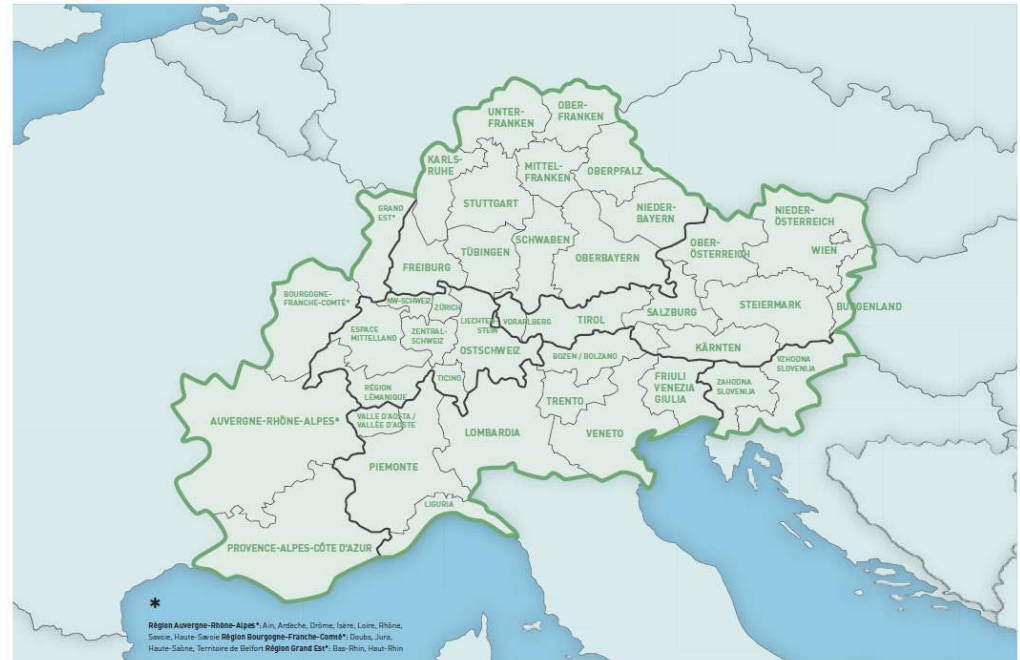 UNTER-
FRANKEN
OBER-
FRANKEN
KARLS-
RUHE
MITTEL-
FRANKEN
OBERPFALZ
GRAND
EST*
STUTTGART
NIEDER-
BAYERN
NIEDER-
ÖSTERREICH
TÜBINGEN
SCHWABEN
OBERBAYERN
OBER-
ÖSTERREICH
WIEN
FREIBURG
BOURGOGNE-
FRANCHE-COMTÉ*
NW-SCHWEIZ
ZÜRICH
LIECHTEN-
STEIN
VORARLBERG
TIROL
SALZBURG
STEIERMARK
BURGENLAND
ESPACE
MITTELLAND
ZENTRAL-
SCHWEIZ
OSTSCHWEIZ
BOZEN / BOLZANO
KÄRNTEN
VZHODNA
SLOVENIJA
RÉGION
LÉMANIQUE
TICINO
TRENTO
FRIULI
VENEZIA
GIULIA
ZAHODNA
SLOVENIJA
AUVERGNE-RHÔNE-ALPES*
VALLE D'AOSTA /
VALLÉE D'AOSTE
LOMBARDIA
VENETO
PIEMONTE
LIGURIA
PROVENCE-ALPES-CÔTE D'AZUR
*
Région Auvergne-Rhône-Alpes*: Ain, Ardèche, Drôme, Isère, Loire, Rhône,
Savoie, Haute-Savoie Région Bourgogne-Franche-Comté*: Doubs, Jura,
Haute-Saône, Territoire de Belfort Région Grand Est*: Bas-Rhin, Haut-Rhin